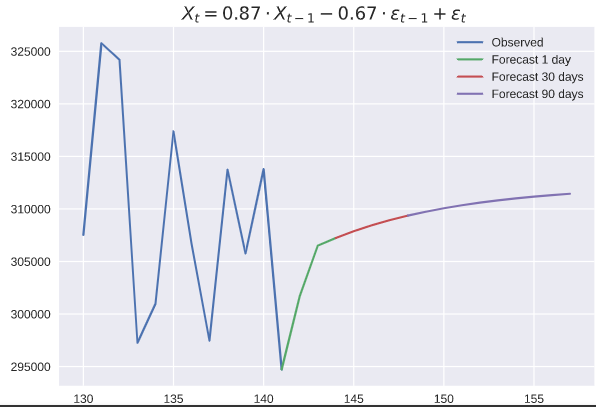 X_t = 0.87 · X_{t−1} − 0.67 · ε_{t−1} + ε_t
325000
320000
315000
310000
305000
300000
295000
Observed
Forecast 1 day
Forecast 30 days
Forecast 90 days
130 135 140 145 150 155